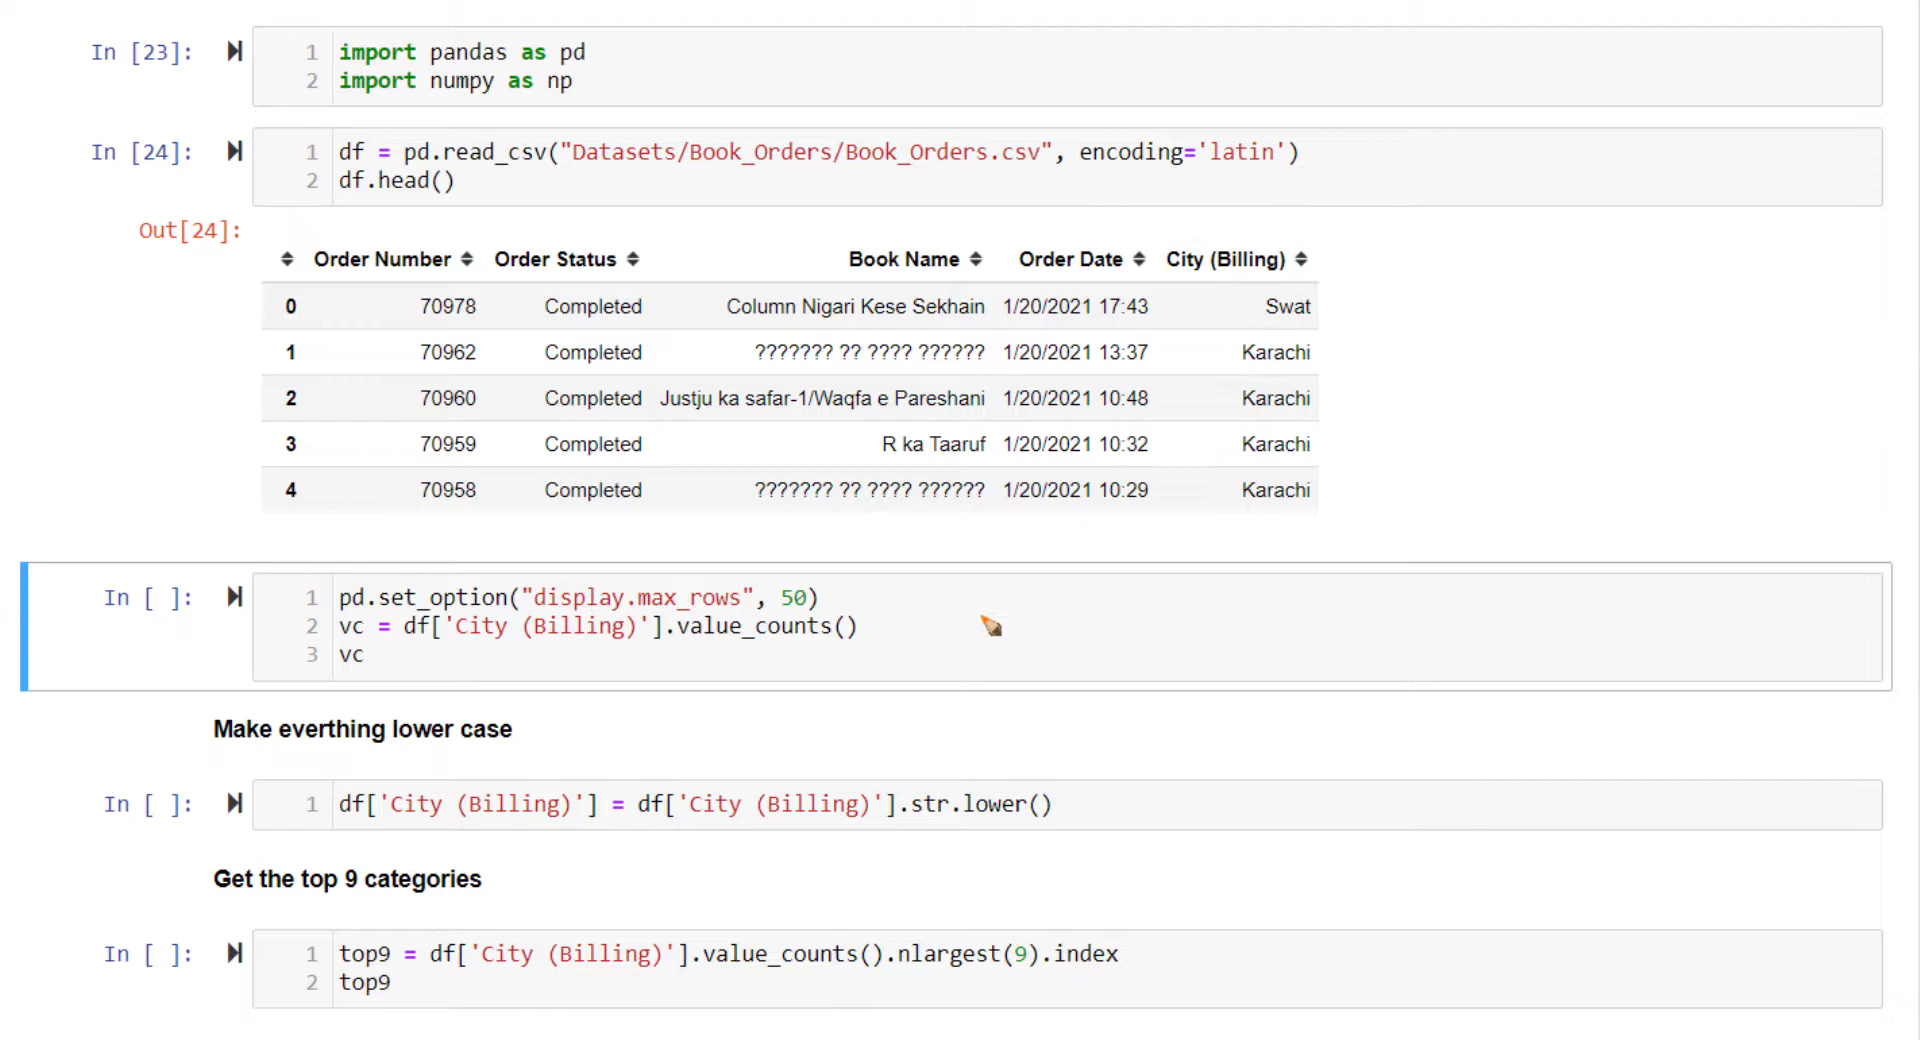 In [23]: 1 import pandas as pd
2 import numpy as np
In [24]: 1 df = pd.read_csv("Datasets/Book_Orders/Book_Orders.csv", encoding='latin')
2 df.head()
Out[24]:
Order Number Order Status Book Name Order Date City (Billing)
0 70978 Completed Column Nigari Kese Sekhain 1/20/2021 17:43 Swat
1 70962 Completed ??????? ?? ???? ?????? 1/20/2021 13:37 Karachi
2 70960 Completed Justju ka safar-1/Waqfa e Pareshani 1/20/2021 10:48 Karachi
3 70959 Completed R ka Taaruf 1/20/2021 10:32 Karachi
4 70958 Completed ??????? ?? ???? ?????? 1/20/2021 10:29 Karachi
In [ ]: 1 pd.set_option("display.max_rows", 50)
2 vc = df['City (Billing)'].value_counts()
3 vc
Make everthing lower case
In [ ]: 1 df['City (Billing)'] = df['City (Billing)'].str.lower()
Get the top 9 categories
In [ ]: 1 top9 = df['City (Billing)'].value_counts().nlargest(9).index
2 top9